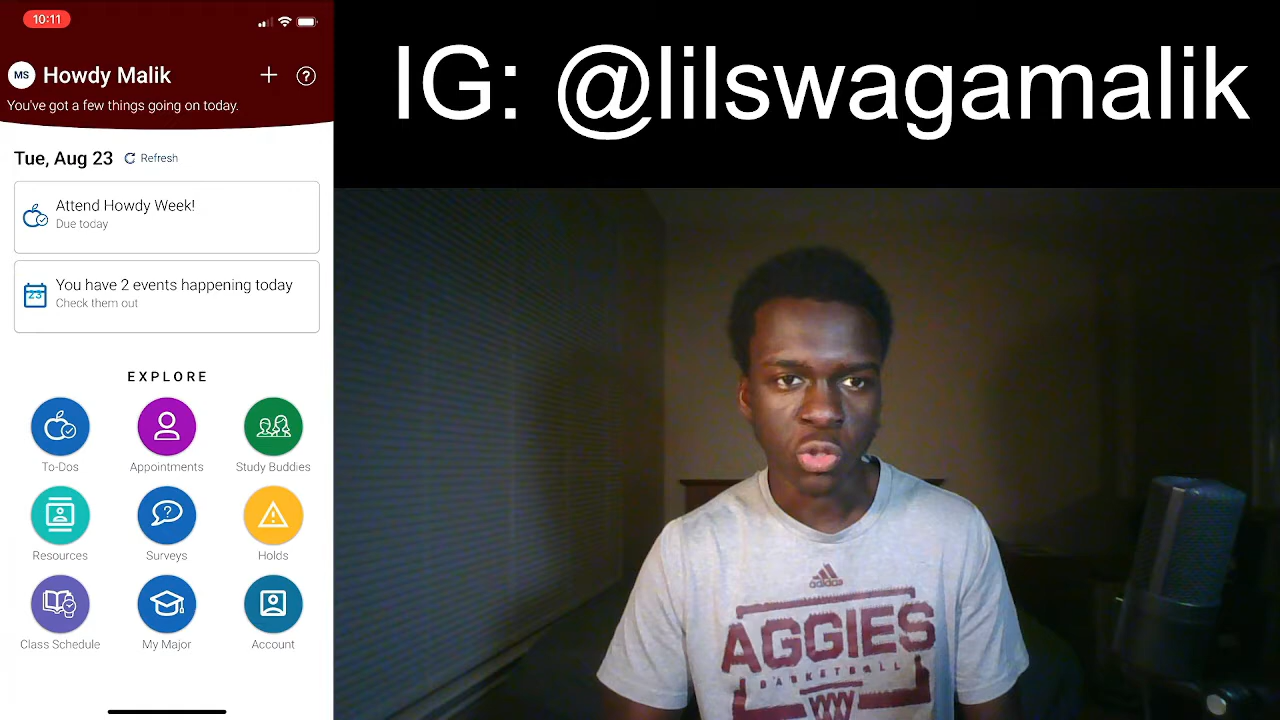 10:11
MS Howdy Malik
You've got a few things going on today.
Tue, Aug 23 Refresh
Attend Howdy Week!
Due today
23
You have 2 events happening today
Check them out
EXPLORE
To-Dos Appointments Study Buddies
Resources Surveys Holds
Class Schedule My Major Account
IG: @lilswagamalik
adidas
AGGIES
BASKETBALL